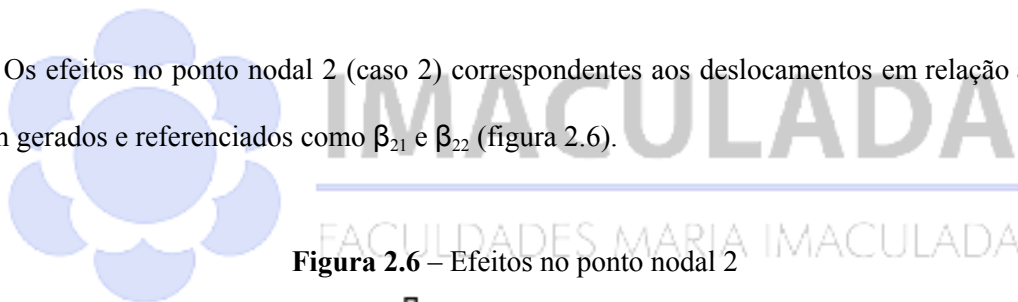 Os efeitos no ponto nodal 2 (caso 2) correspondentes aos deslocamentos em relação
IMACULADA
gerados e referenciados como β₂₁ e β₂₂ (figura 2.6).
FACULDADES MARIA IMACULADA
Figura 2.6 – Efeitos no ponto nodal 2